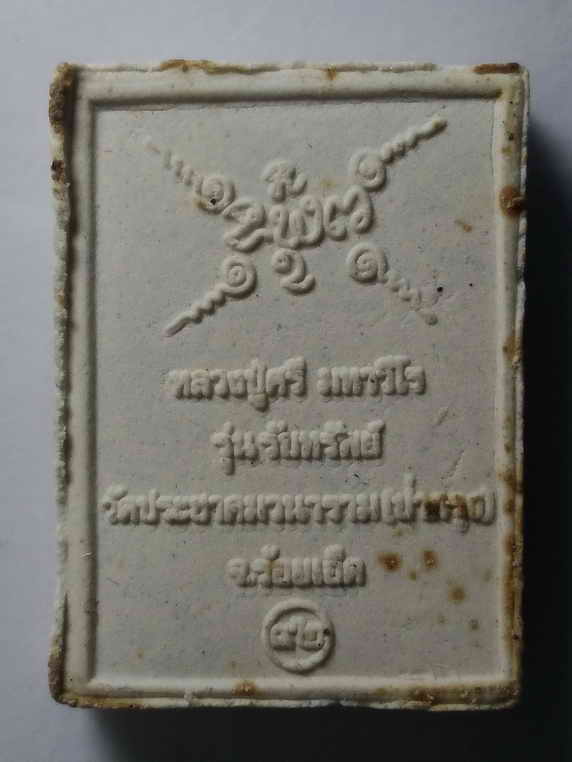 หลวงปู่ศรี มหาวีโร
รุ่นรับทรัพย์
วัดประชาคมวนาราม(ป่ากุง)
จ.ร้อยเอ็ด
๔๒